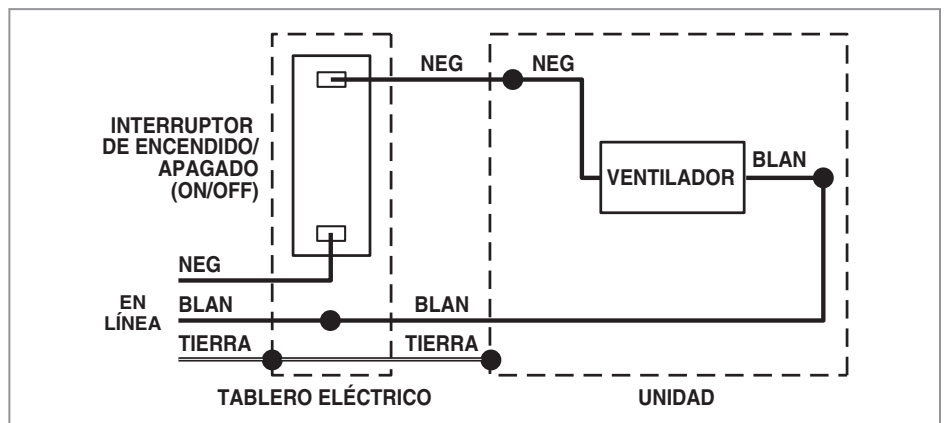 NEG
NEG
INTERRUPTOR
DE ENCENDIDO/
APAGADO
(ON/OFF)
VENTILADOR
BLAN
NEG
EN
LÍNEA
BLAN
BLAN
TIERRA
TIERRA
TABLERO ELÉCTRICO
UNIDAD